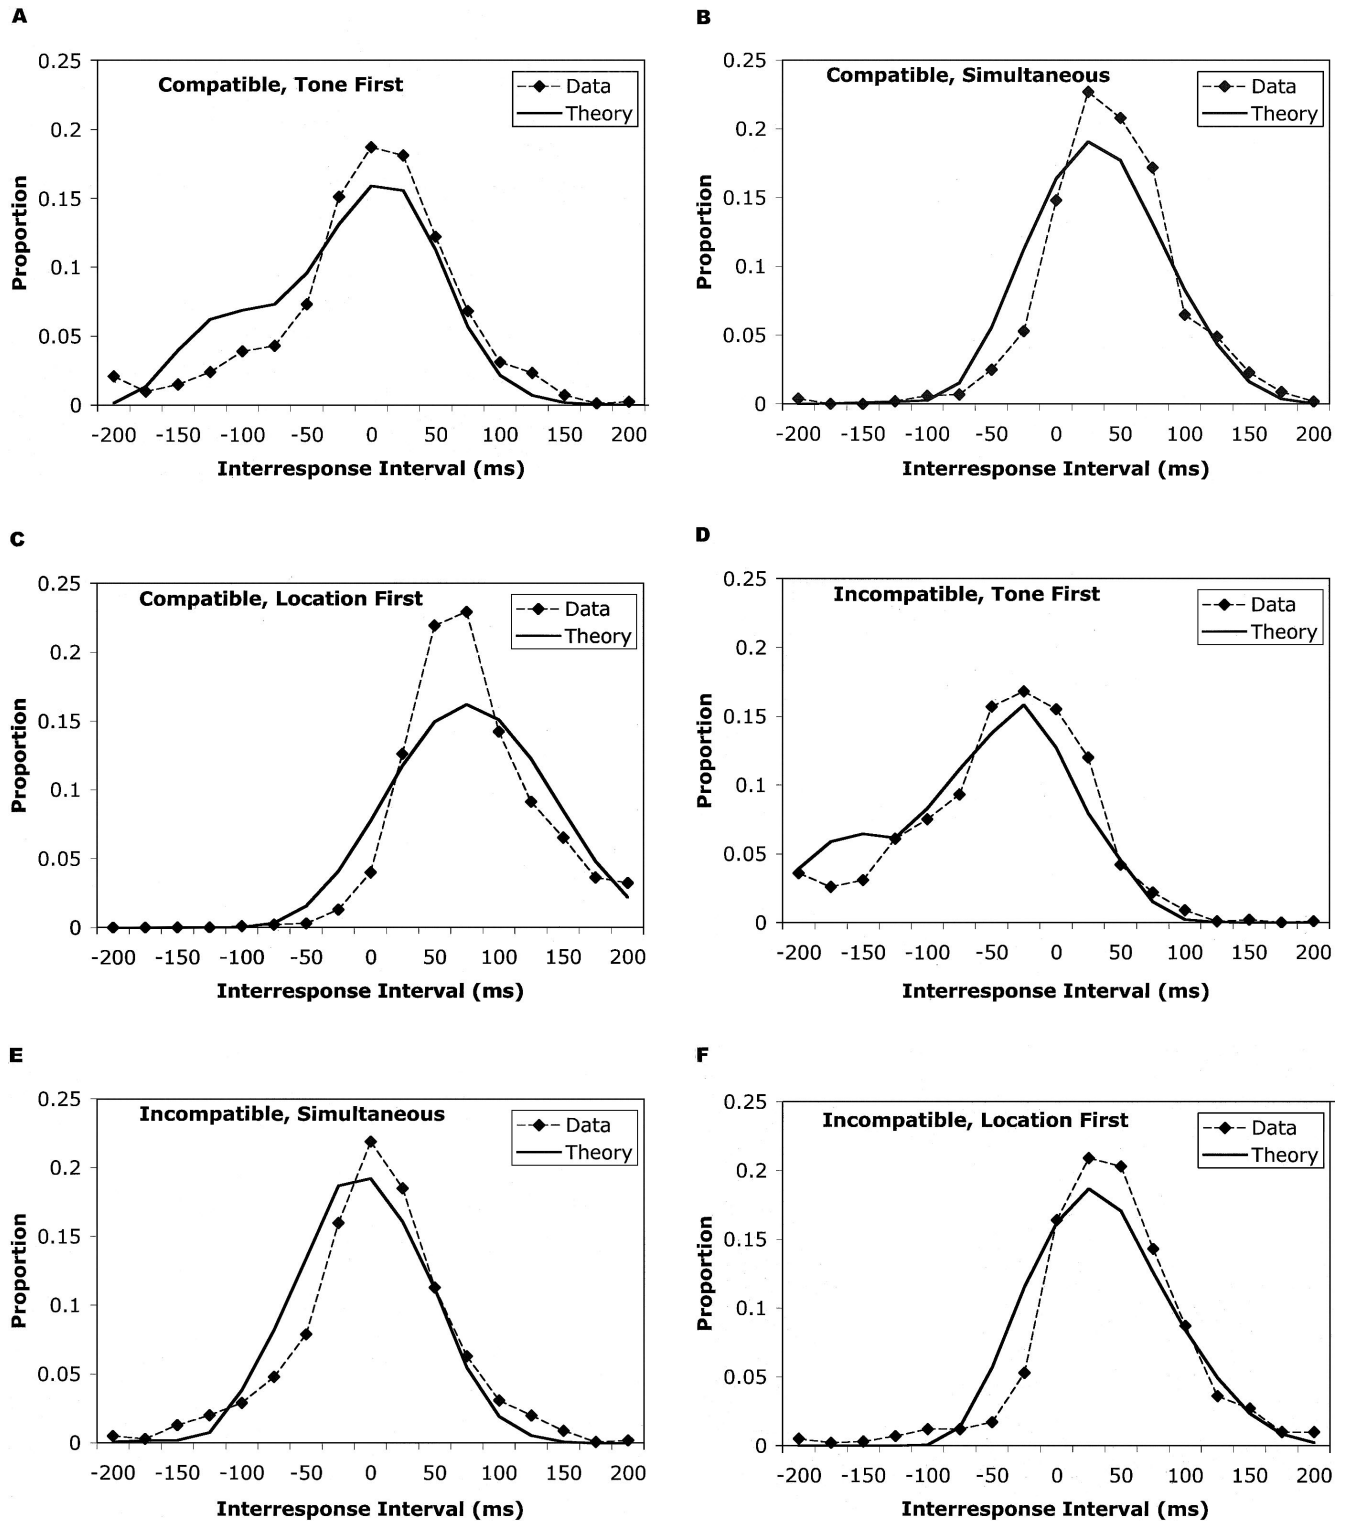 A
Compatible, Tone First
Data
Theory
0.25
0.2
0.15
0.1
0.05
0
Proportion
-200 -150 -100 -50 0 50 100 150 200
Interresponse Interval (ms)
B
Compatible, Simultaneous
Data
Theory
0.25
0.2
0.15
0.1
0.05
0
Proportion
-200 -150 -100 -50 0 50 100 150 200
Interresponse Interval (ms)
C
Compatible, Location First
Data
Theory
0.25
0.2
0.15
0.1
0.05
0
Proportion
-200 -150 -100 -50 0 50 100 150 200
Interresponse Interval (ms)
D
Incompatible, Tone First
Data
Theory
0.25
0.2
0.15
0.1
0.05
0
Proportion
-200 -150 -100 -50 0 50 100 150 200
Interresponse Interval (ms)
E
Incompatible, Simultaneous
Data
Theory
0.25
0.2
0.15
0.1
0.05
0
Proportion
-200 -150 -100 -50 0 50 100 150 200
Interresponse Interval (ms)
F
Incompatible, Location First
Data
Theory
0.25
0.2
0.15
0.1
0.05
0
Proportion
-200 -150 -100 -50 0 50 100 150 200
Interresponse Interval (ms)